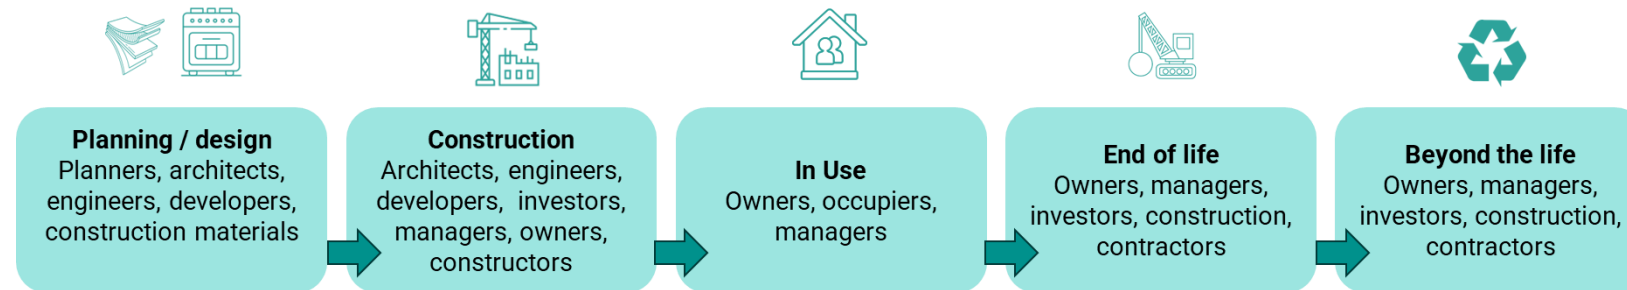 Planning / design
Planners, architects,
engineers, developers,
construction materials
Construction
Architects, engineers,
developers, investors,
managers, owners,
constructors
In Use
Owners, occupiers,
managers
End of life
Owners, managers,
investors, construction,
contractors
Beyond the life
Owners, managers,
investors, construction,
contractors